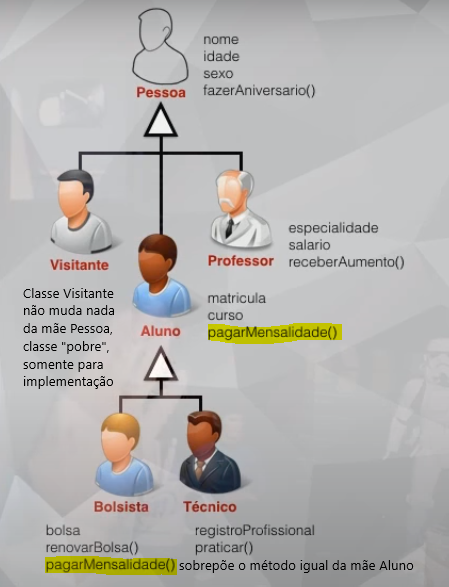 nome
idade
sexo
fazerAniversario()
Pessoa
Visitante
Professor
especialidade
salario
receberAumento()
Classe Visitante
não muda nada
da mãe Pessoa,
classe "pobre",
somente para
implementação
Aluno
matricula
curso
pagarMensalidade()
Bolsista
Técnico
bolsa
renovarBolsa()
pagarMensalidade() sobrepõe o método igual da mãe Aluno
registroProfissional
praticar()